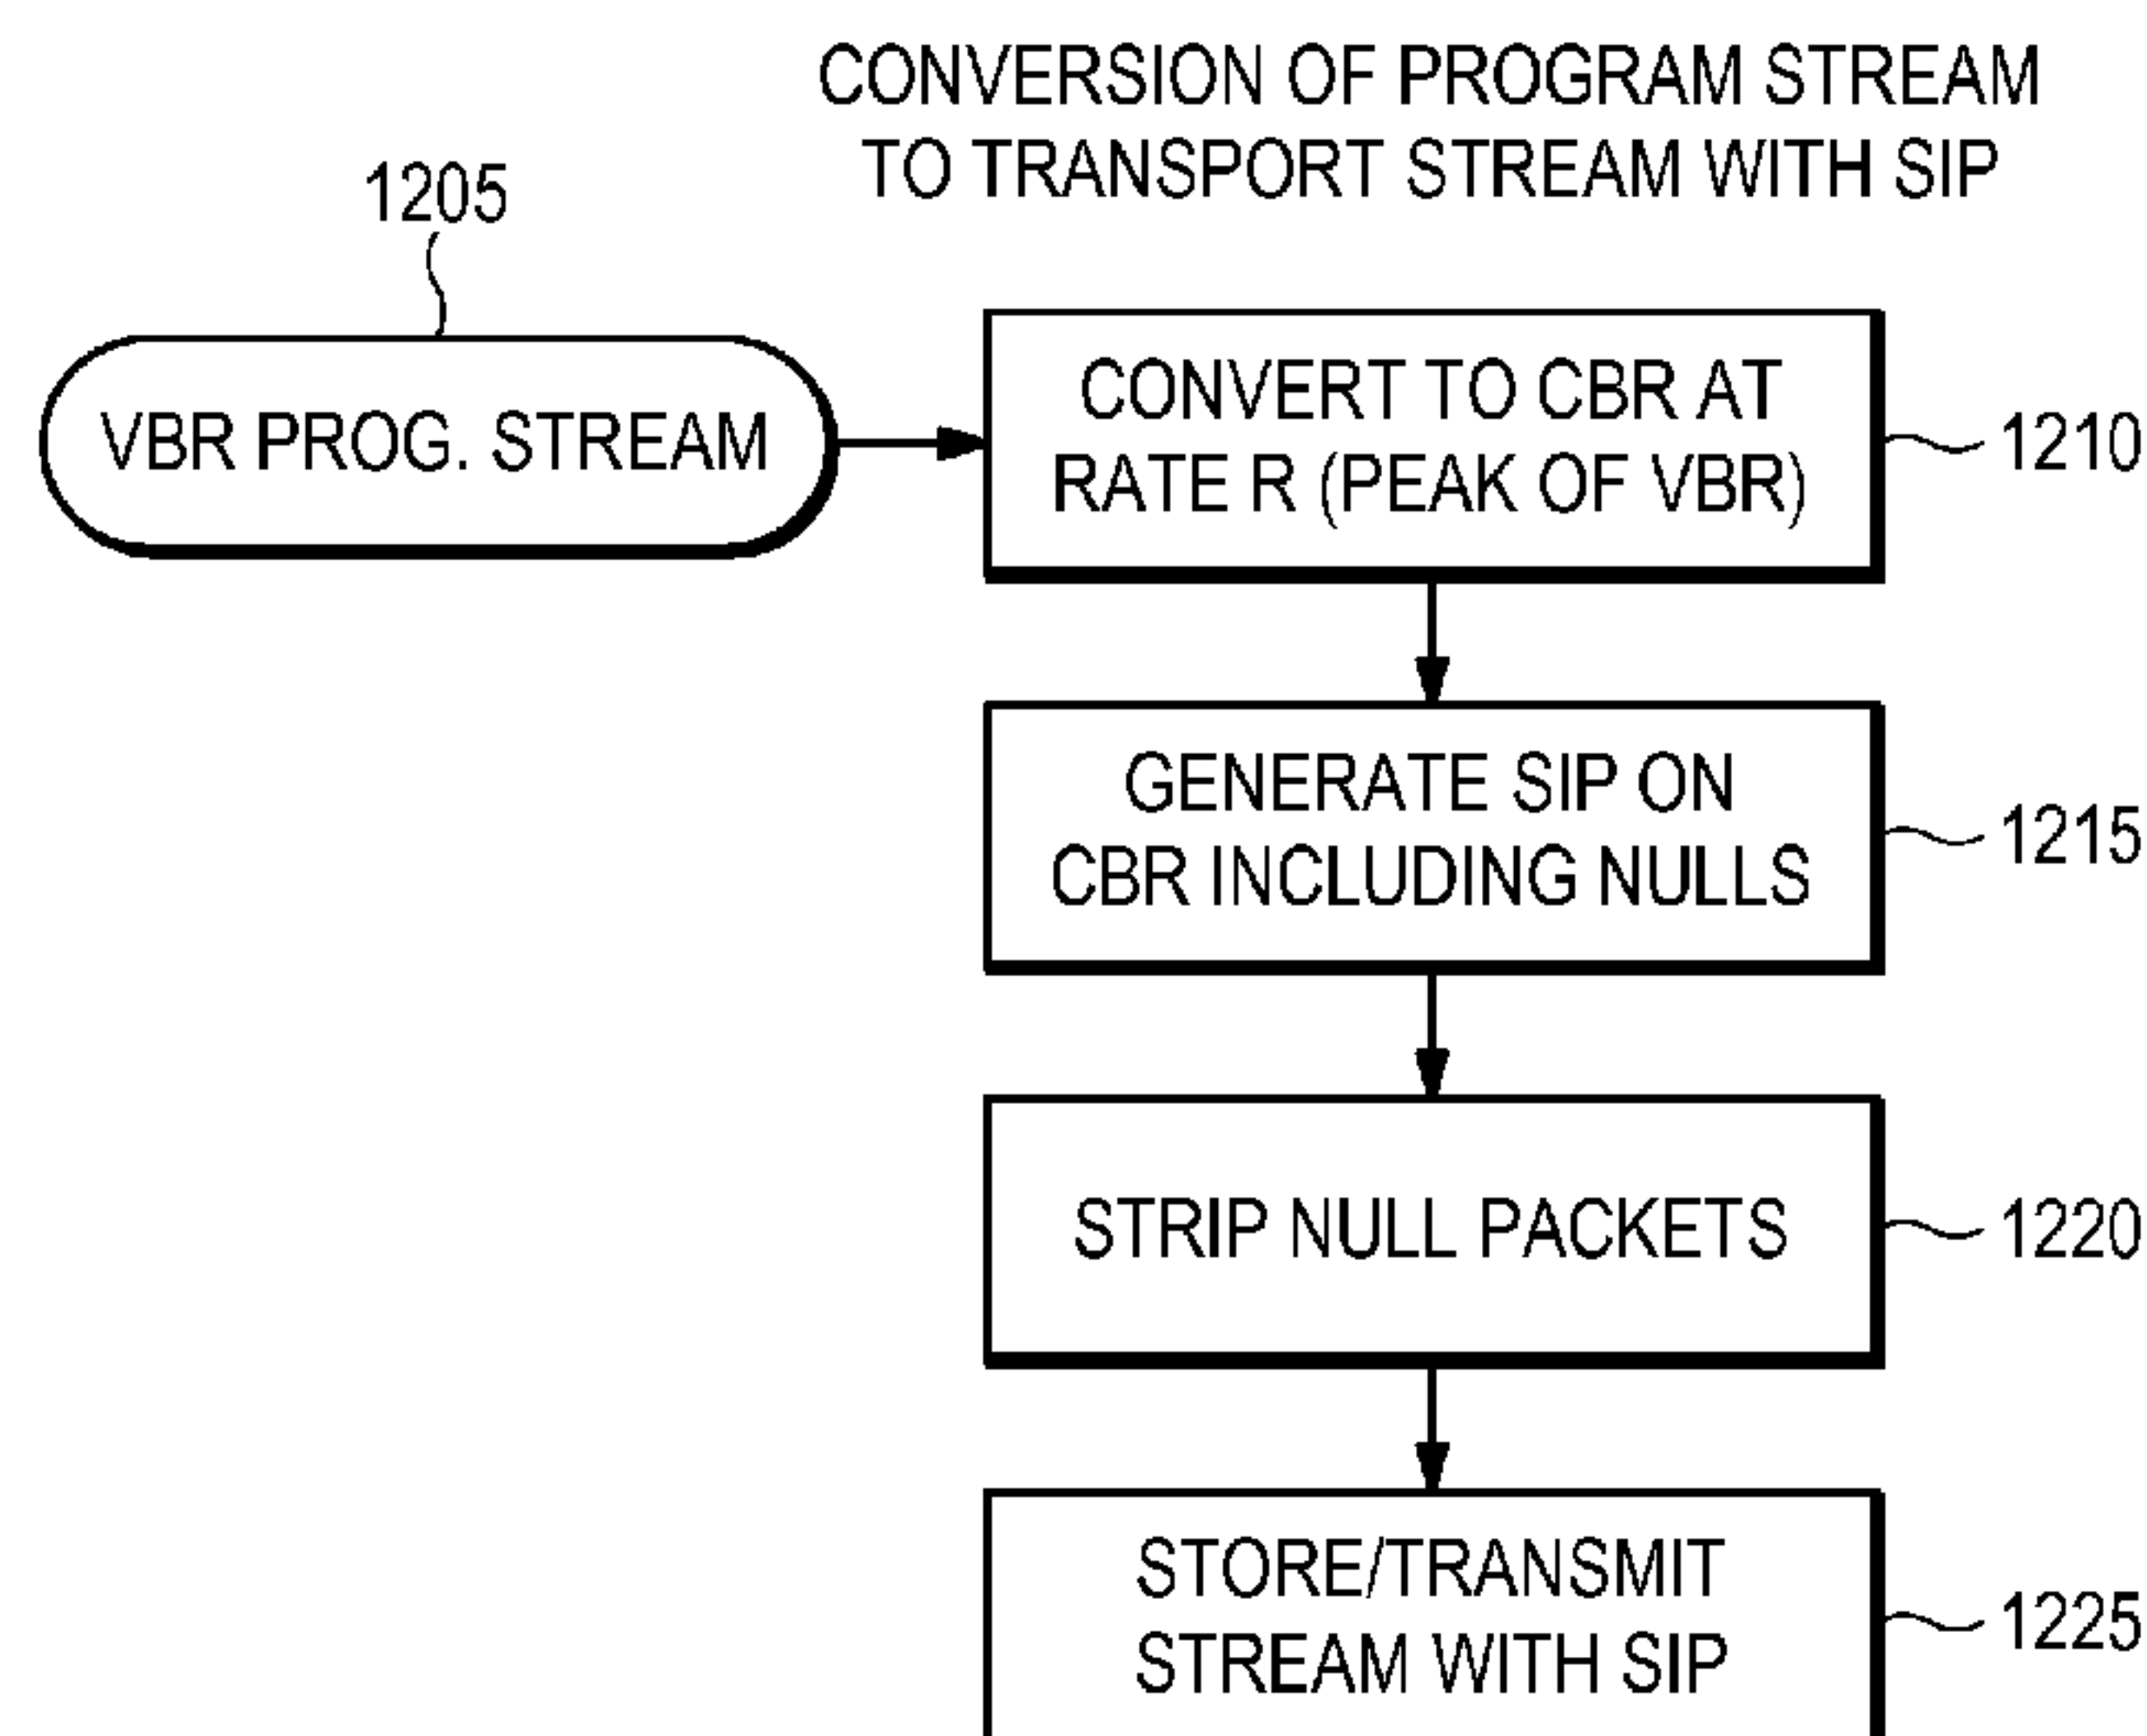 CONVERSION OF PROGRAM STREAM
TO TRANSPORT STREAM WITH SIP
1205
VBR PROG. STREAM
CONVERT TO CBR AT
RATE R (PEAK OF VBR)
1210
GENERATE SIP ON
CBR INCLUDING NULLS
1215
STRIP NULL PACKETS
1220
STORE/TRANSMIT
STREAM WITH SIP
1225